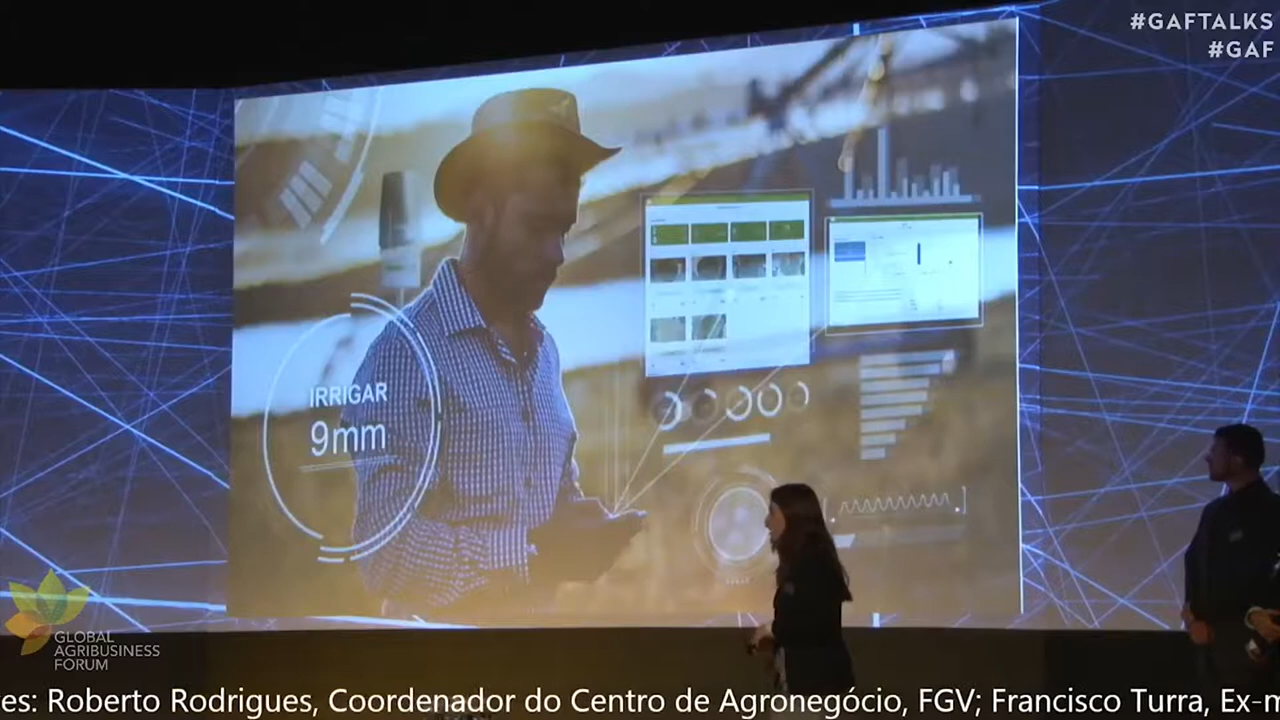 #GAFTALKS
#GAF
IRRIGAR
9mm
GLOBAL
AGRIBUSINESS
FORUM
es: Roberto Rodrigues, Coordenador do Centro de Agronegócio, FGV; Francisco Turra, Ex-m